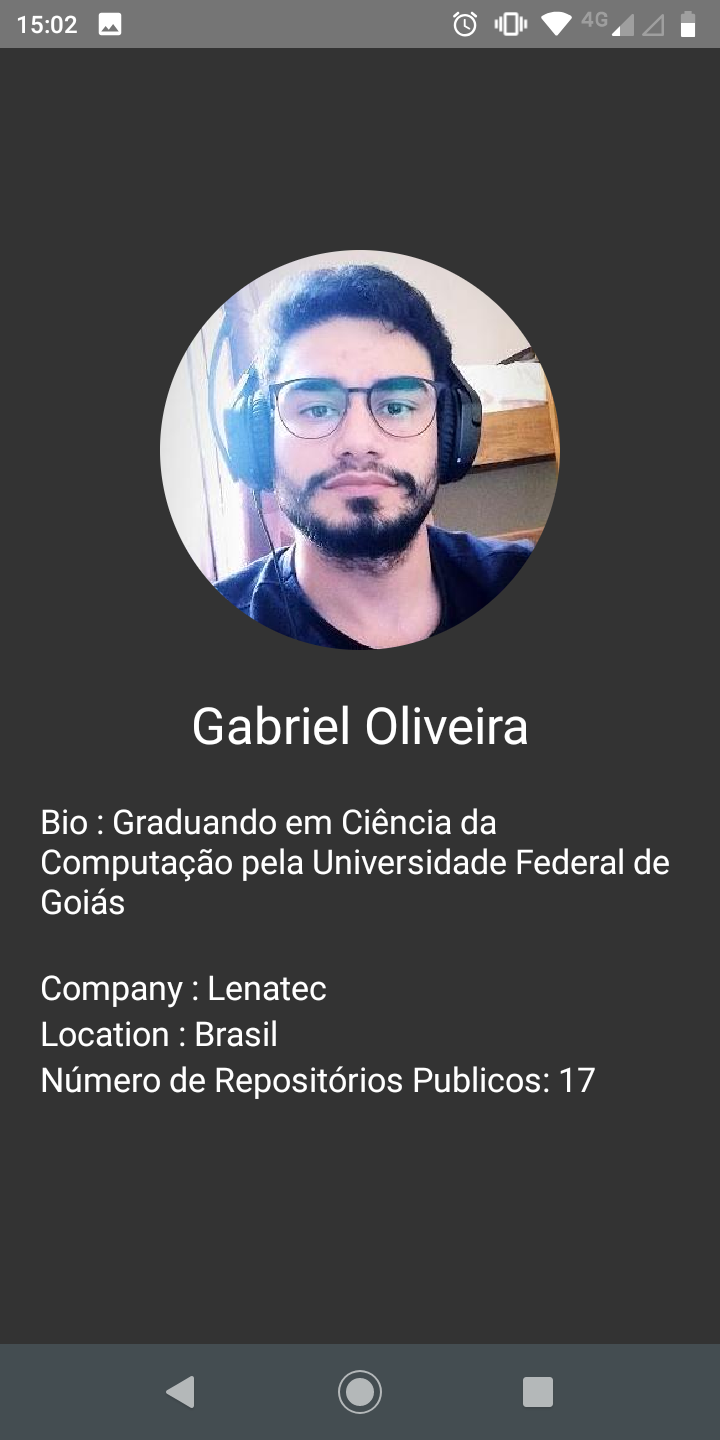 15:02
4G
Gabriel Oliveira
Bio : Graduando em Ciência da
Computação pela Universidade Federal de
Goiás
Company : Lenatec
Location : Brasil
Número de Repositórios Publicos: 17